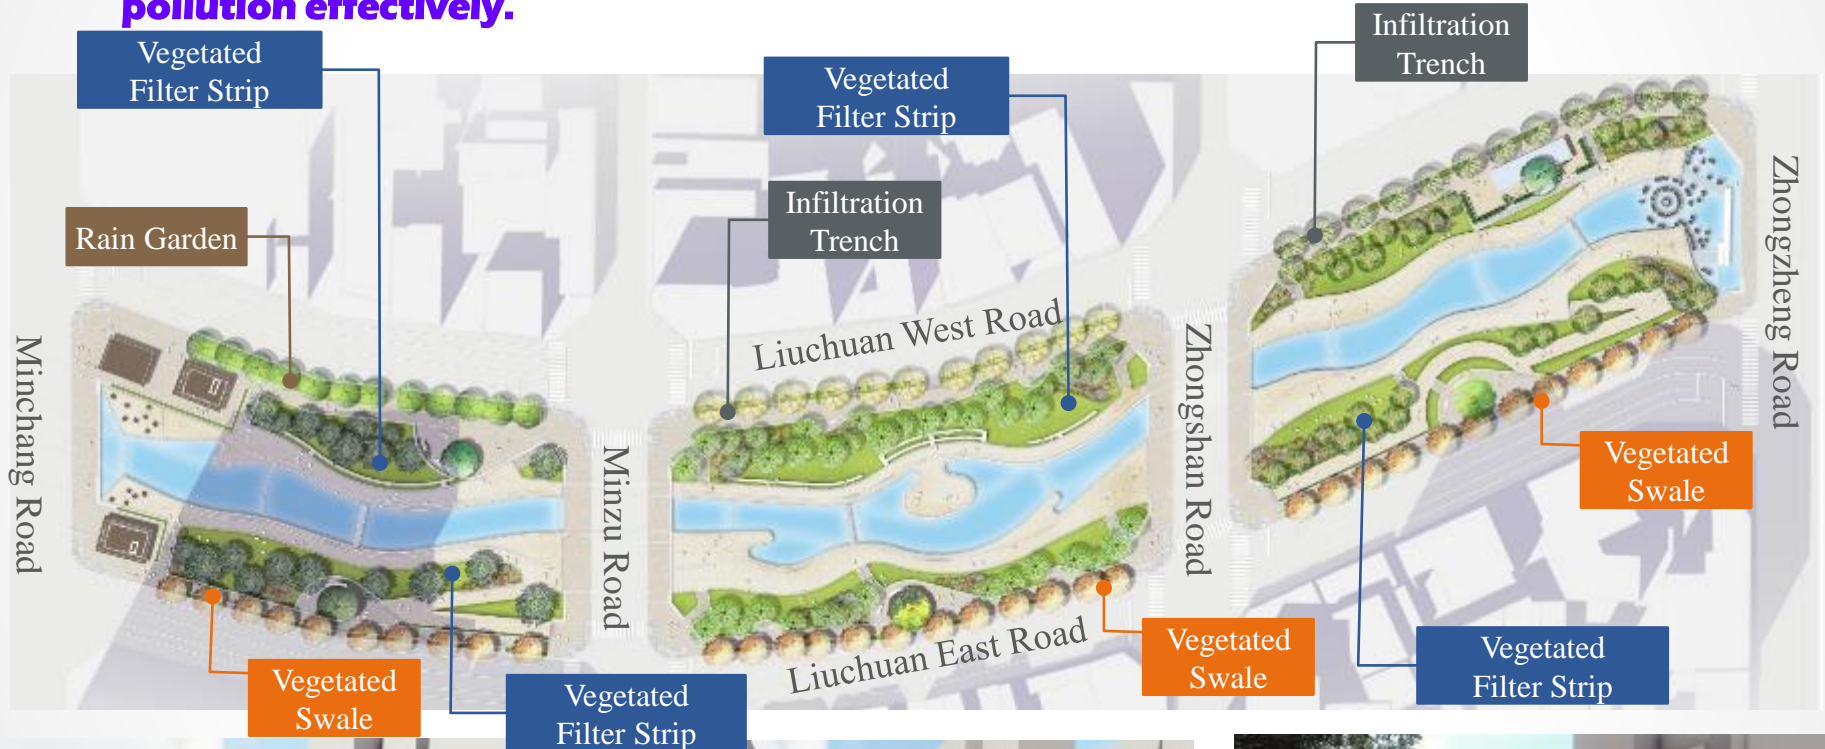 pollution effectively.
Vegetated
Filter Strip
Vegetated
Filter Strip
Infiltration
Trench
Rain Garden
Infiltration
Trench
Liuchuan West Road
Minchang Road
Minzu Road
Zhongshan Road
Zhongzheng Road
Vegetated
Swale
Liuchuan East Road
Vegetated
Swale
Vegetated
Filter Strip
Vegetated
Swale
Vegetated
Filter Strip